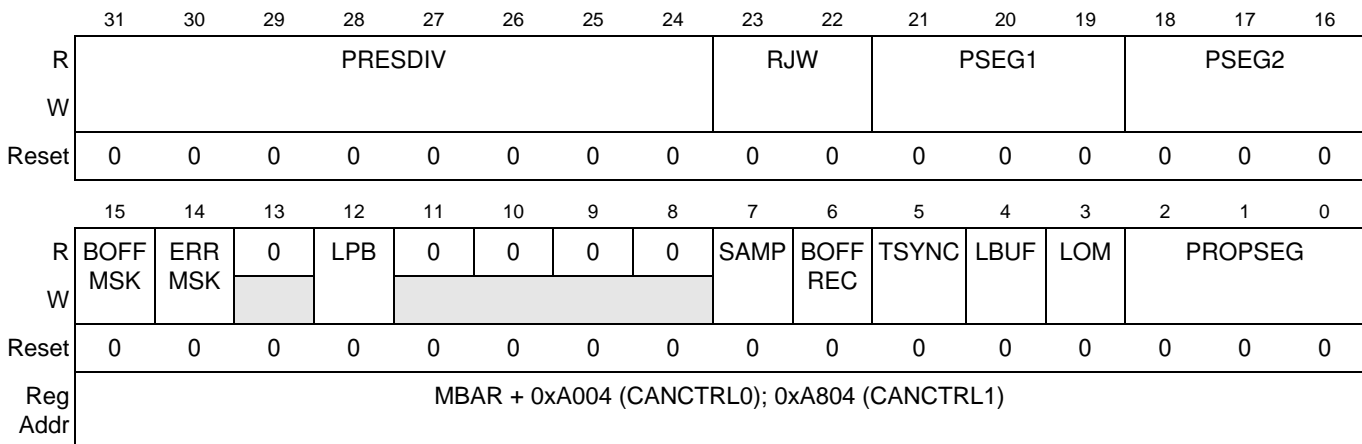 31 30 29 28 27 26 25 24 23 22 21 20 19 18 17 16
R PRESDIV RJW PSEG1 PSEG2
W
Reset 0 0 0 0 0 0 0 0 0 0 0 0 0 0 0 0
15 14 13 12 11 10 9 8 7 6 5 4 3 2 1 0
R BOFF ERR 0 LPB 0 0 0 0 SAMP BOFF TSYNC LBUF LOM PROPSEG
MSK MSK REC
W
Reset 0 0 0 0 0 0 0 0 0 0 0 0 0 0 0 0
Reg MBAR + 0xA004 (CANCTRL0); 0xA804 (CANCTRL1)
Addr